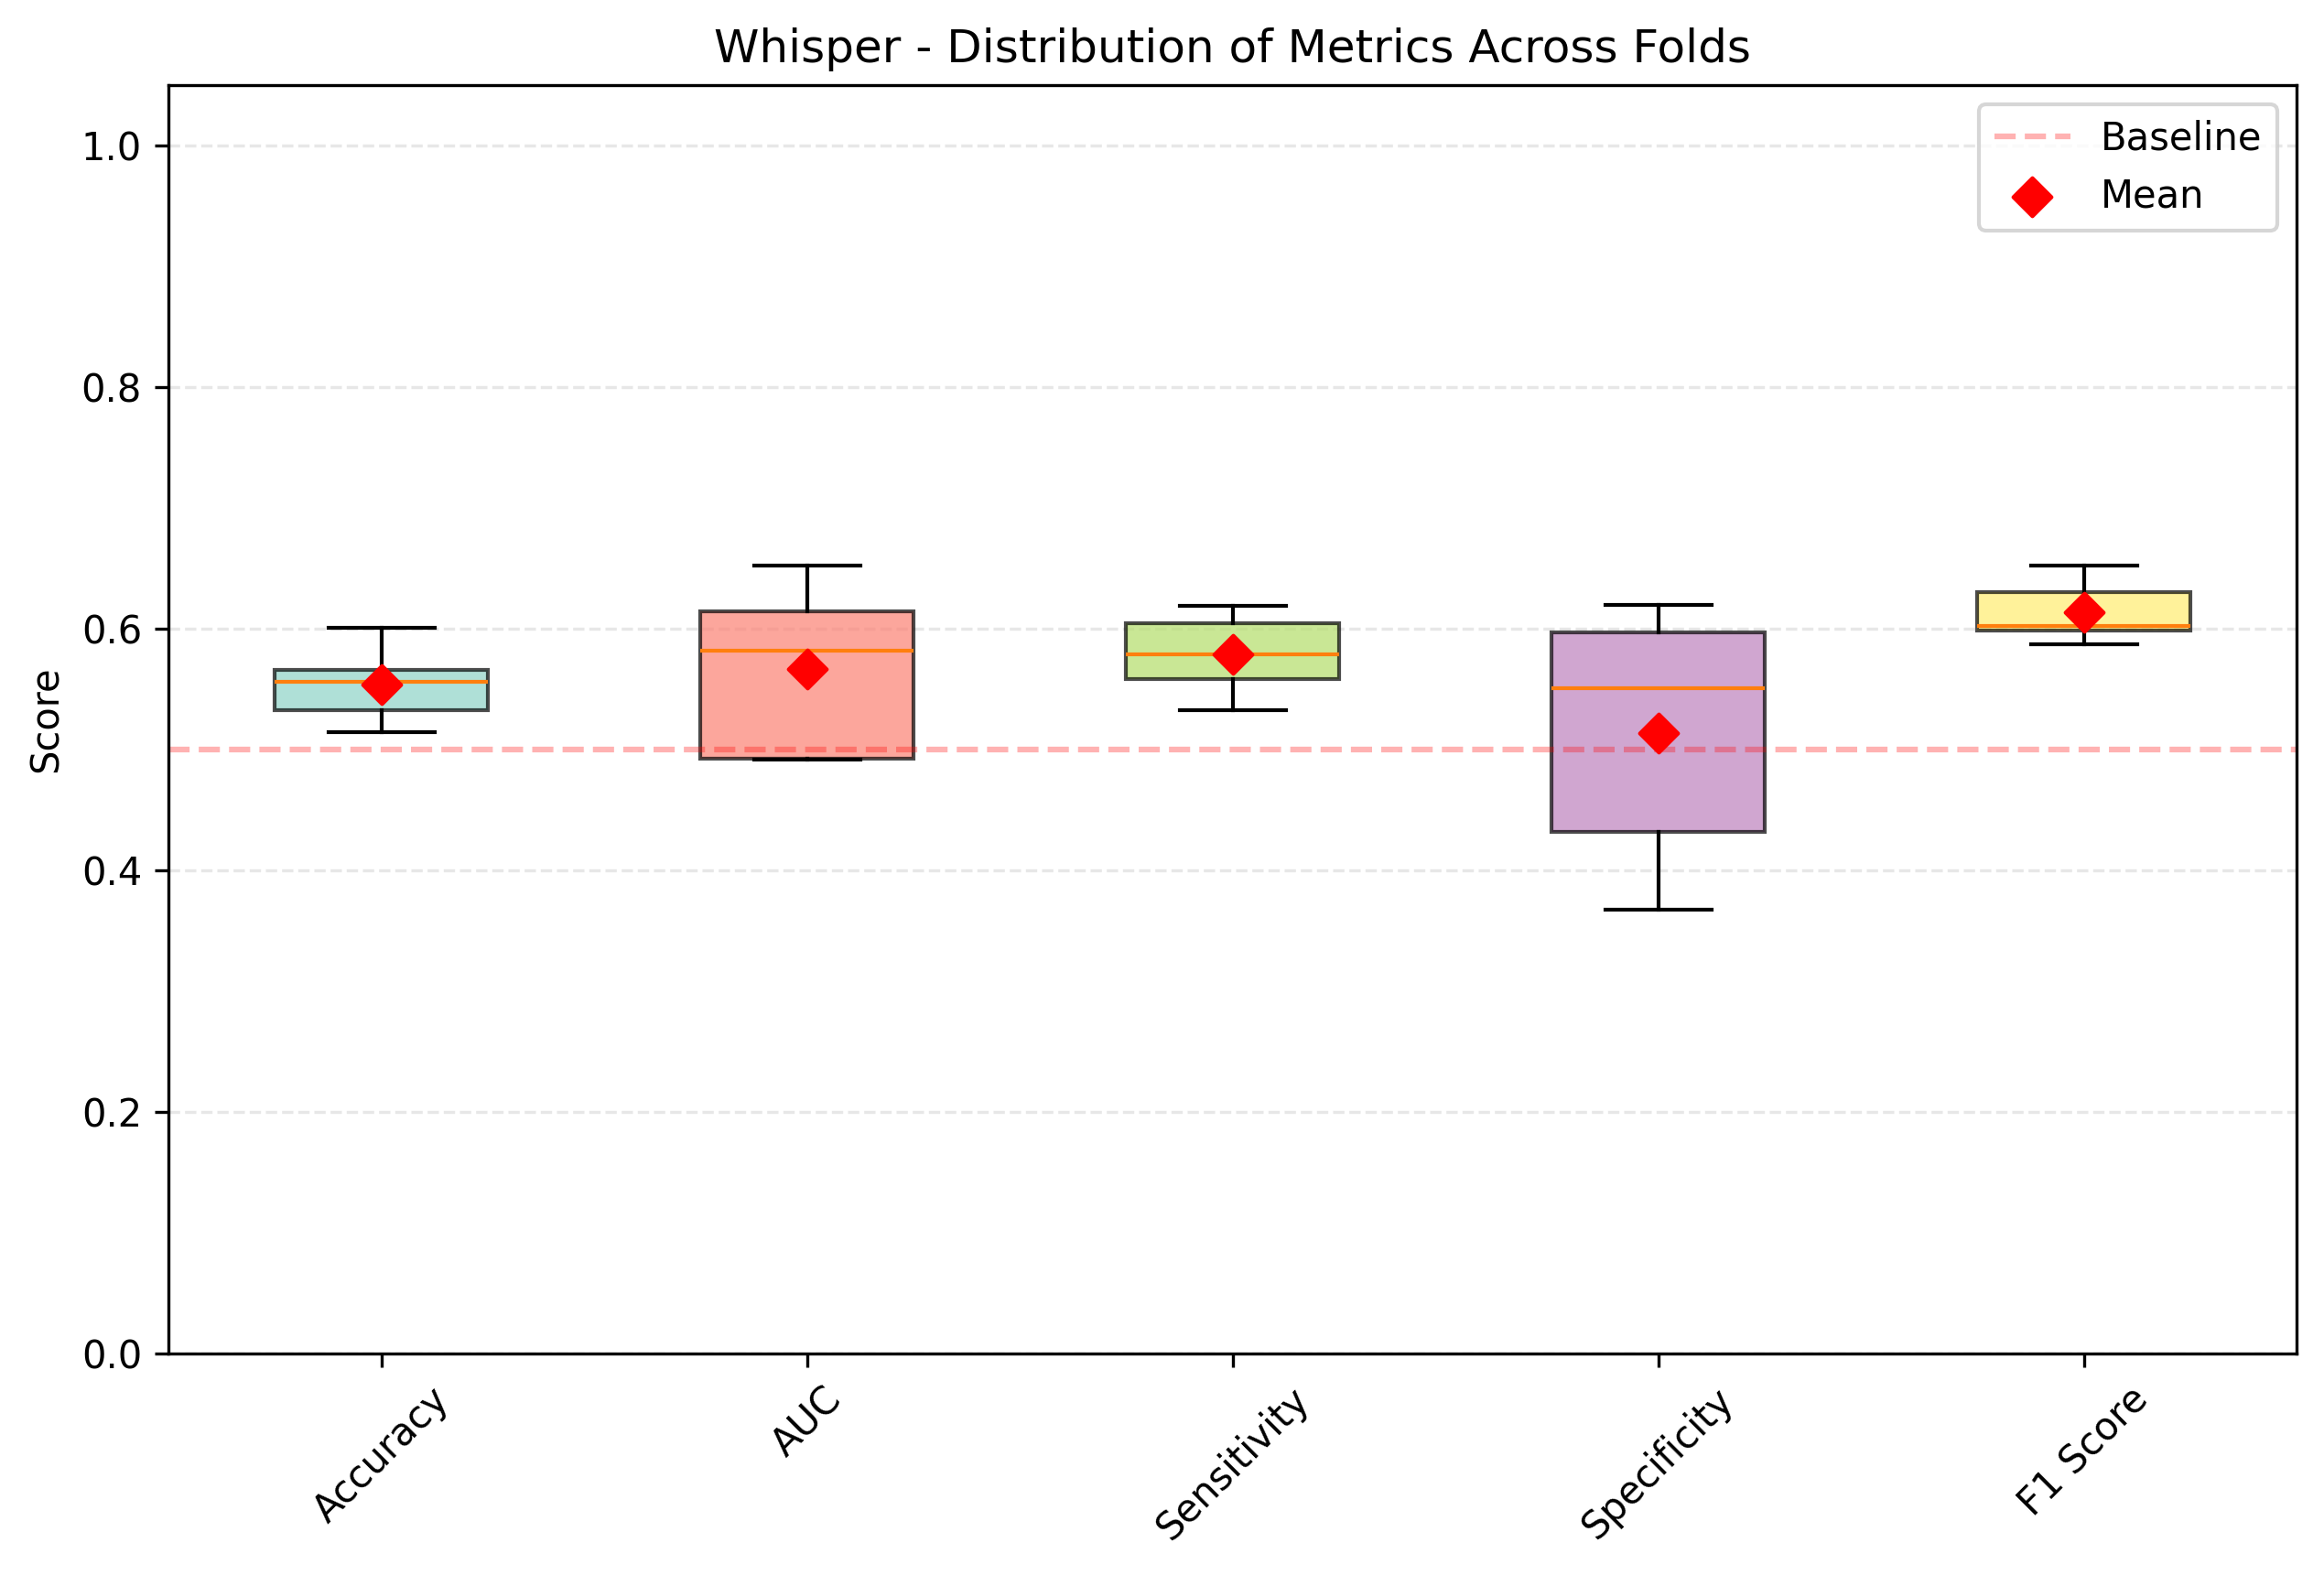 Whisper - Distribution of Metrics Across Folds
Baseline
Mean
Score
1.0
0.8
0.6
0.4
0.2
0.0
Accuracy
AUC
Sensitivity
Specificity
F1 Score